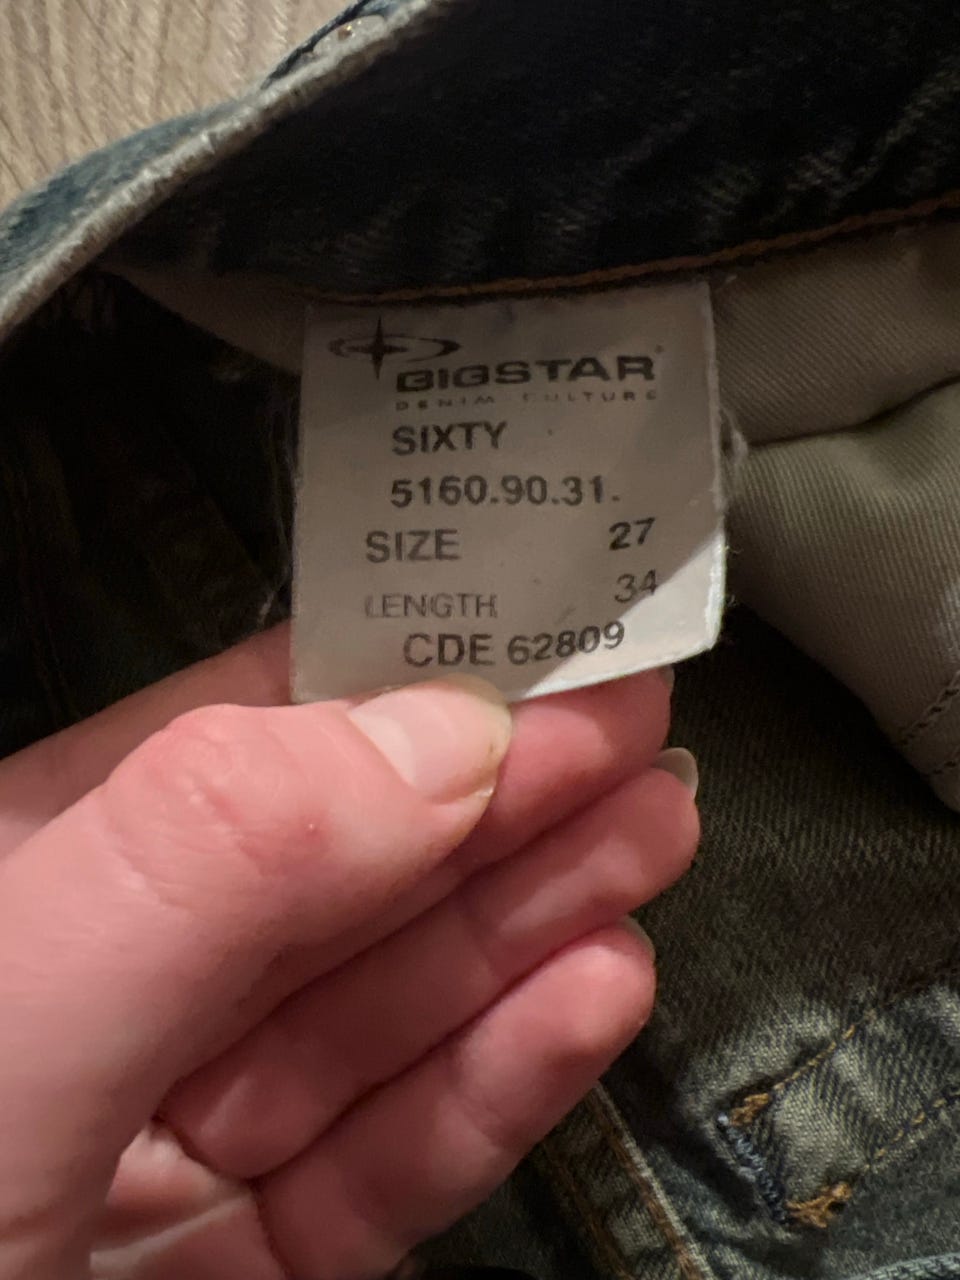 BIGSTAR
DENIM CULTURE
SIXTY
5160.90.31.
SIZE 27
LENGTH 34
CDE 62809